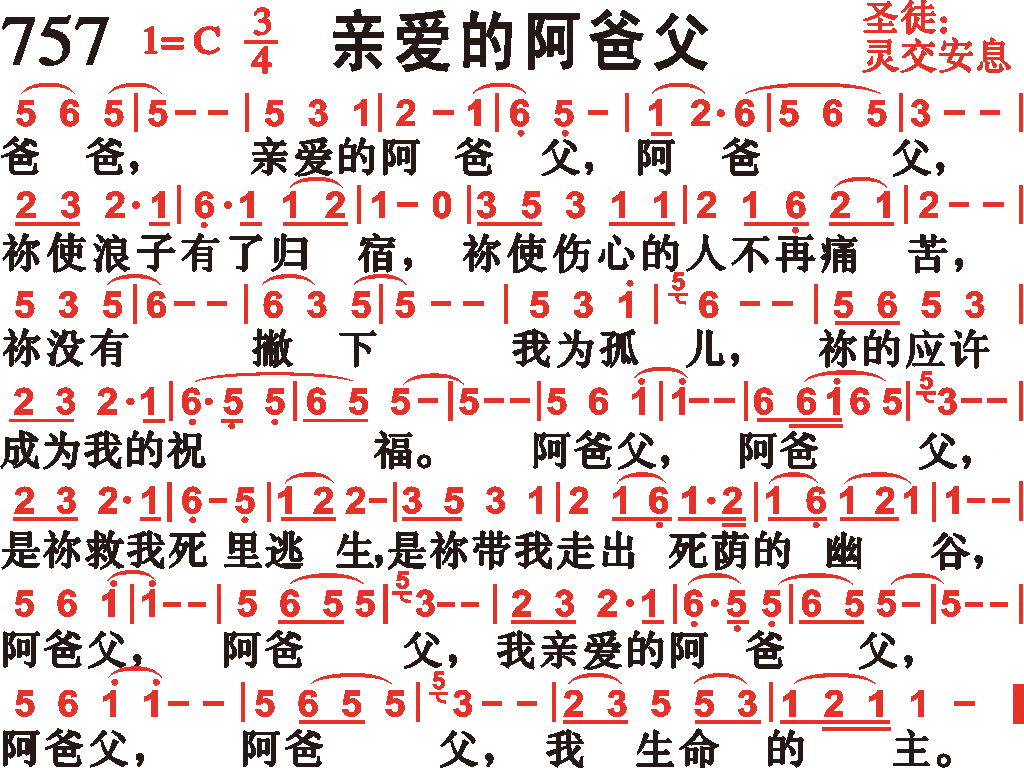 757 1=C 3/4 亲爱的阿爸父 圣徒:
灵交安息
5 6 5|5--|5 3 1|2 - 1|6 5 -|1 2·6|5 6 5|3--|
爸 爸, 亲爱的阿 爸 父, 阿 爸 父,
2 3 2·1|6·1 1 2|1-0|3 5 3 1 1|2 1 6 2 1|2--|
祢使浪子有了归 宿, 祢使伤心的人不再痛 苦,
5 3 5|6--|6 3 5|5--|5 3 1|5 6 --|5 6 5 3|
祢没有 撇 下 我为孤 儿, 祢的应许
2 3 2·1|6·5 5|6 5 5-|5--|5 6 1|1--|6 6 1 6 5|5 3--|
成为我的祝 福。 阿爸父, 阿爸 父,
2 3 2·1|6-5|1 2 2-|3 5 3 1|2 1 6 1·2|1 6 1 2 1|1--|
是祢救我死 里逃 生,是祢带我走出 死荫的 幽 谷,
5 6 1|1--|5 6 5 5|5 3--|2 3 2·1|6·5 5|6 5 5-|5--|
阿爸父, 阿爸 父, 我亲爱的阿 爸 父,
5 6 1 1--|5 6 5 5|5 3--|2 3 5 5 3|1 2 1 1 -
阿爸父, 阿爸 父, 我 生命 的 主。